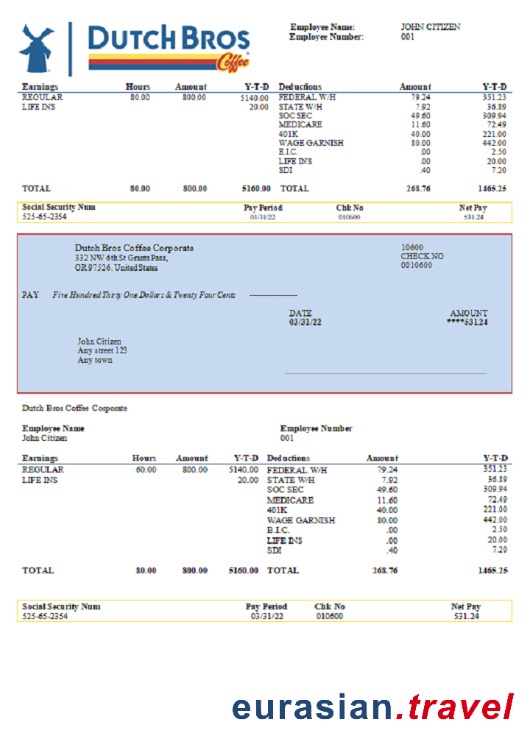 DUTCH BROS
Coffee
Employee Name: JOHN CITIZEN
Employee Number: 001
Earnings Hours Amount Y-T-D Deductions Amount Y-T-D
REGULAR 80.00 800.00 5140.00 FEDERAL W/H 79.24 351.23
LIFE INS 20.00 STATE W/H 7.92 36.89
SOC SEC 49.60 309.94
MEDICARE 11.60 72.49
401K 40.00 221.00
WAGE GARNISH 80.00 442.00
E.I.C. .00 2.50
LIFE INS .00 20.00
SDI .40 7.20
TOTAL 80.00 800.00 5160.00 TOTAL 268.76 1465.25
Social Security Num Pay Period Chk No Net Pay
525-65-2354 03/31/22 010600 531.24
Dutch Bros Coffee Corporate 10600
332 NW 6th St Grants Pass, CHECK NO
OR 97526, United States 0010600
PAY Five Hundred Thirty One Dollars & Twenty Four Cents
DATE AMOUNT
03/31/22 ****531.24
John Citizen
Any street 123
Any town
Dutch Bros Coffee Corporate
Employee Name Employee Number
John Citizen 001
Earnings Hours Amount Y-T-D Deductions Amount Y-T-D
REGULAR 60.00 800.00 5140.00 FEDERAL W/H 79.24 351.23
LIFE INS 20.00 STATE W/H 7.92 36.89
SOC SEC 49.60 309.94
MEDICARE 11.60 72.49
401K 40.00 221.00
WAGE GARNISH 80.00 442.00
E.I.C. .00 2.50
LIFE INS .00 20.00
SDI .40 7.20
TOTAL 80.00 800.00 5160.00 TOTAL 268.76 1465.25
Social Security Num Pay Period Chk No Net Pay
525-65-2354 03/31/22 010600 531.24
eurasian.travel